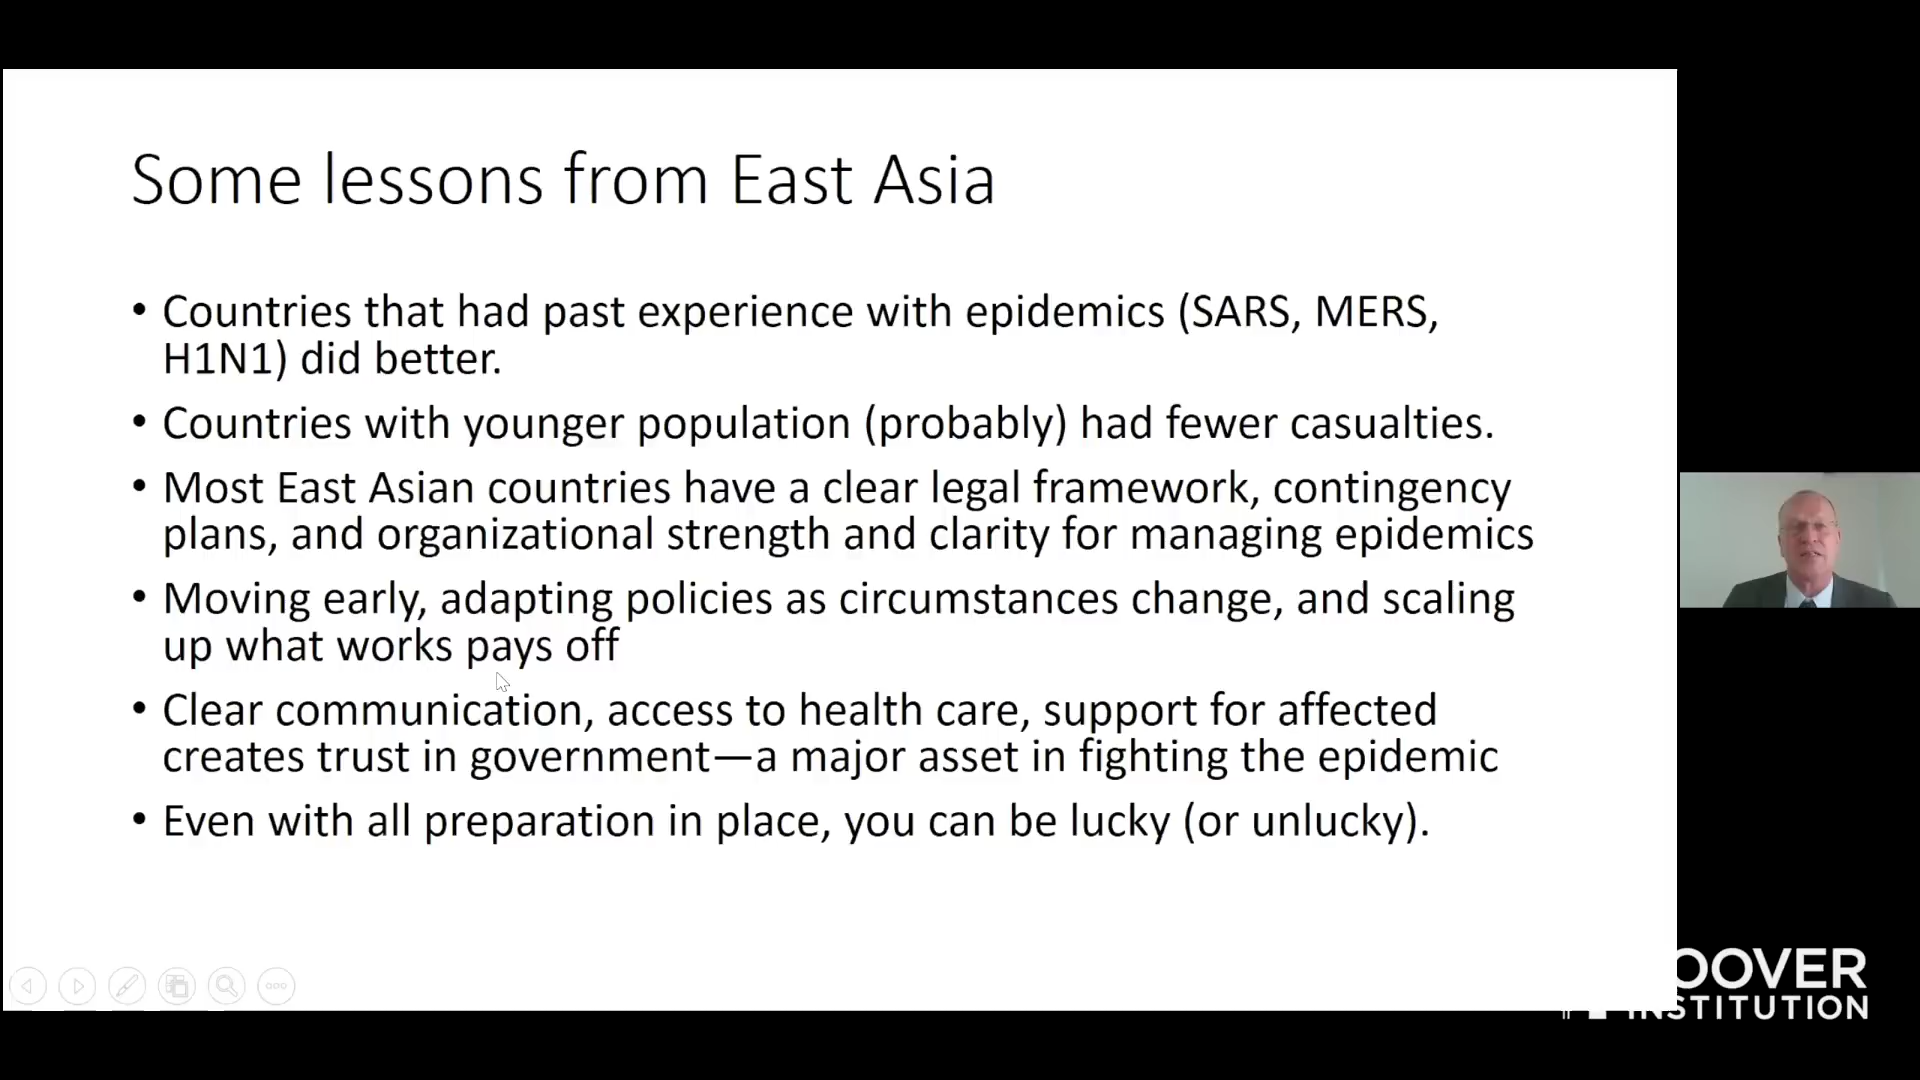 Some lessons from East Asia
• Countries that had past experience with epidemics (SARS, MERS,
H1N1) did better.
• Countries with younger population (probably) had fewer casualties.
• Most East Asian countries have a clear legal framework, contingency
plans, and organizational strength and clarity for managing epidemics
• Moving early, adapting policies as circumstances change, and scaling
up what works pays off
• Clear communication, access to health care, support for affected
creates trust in government—a major asset in fighting the epidemic
• Even with all preparation in place, you can be lucky (or unlucky).
OOVER
INSTITUTION